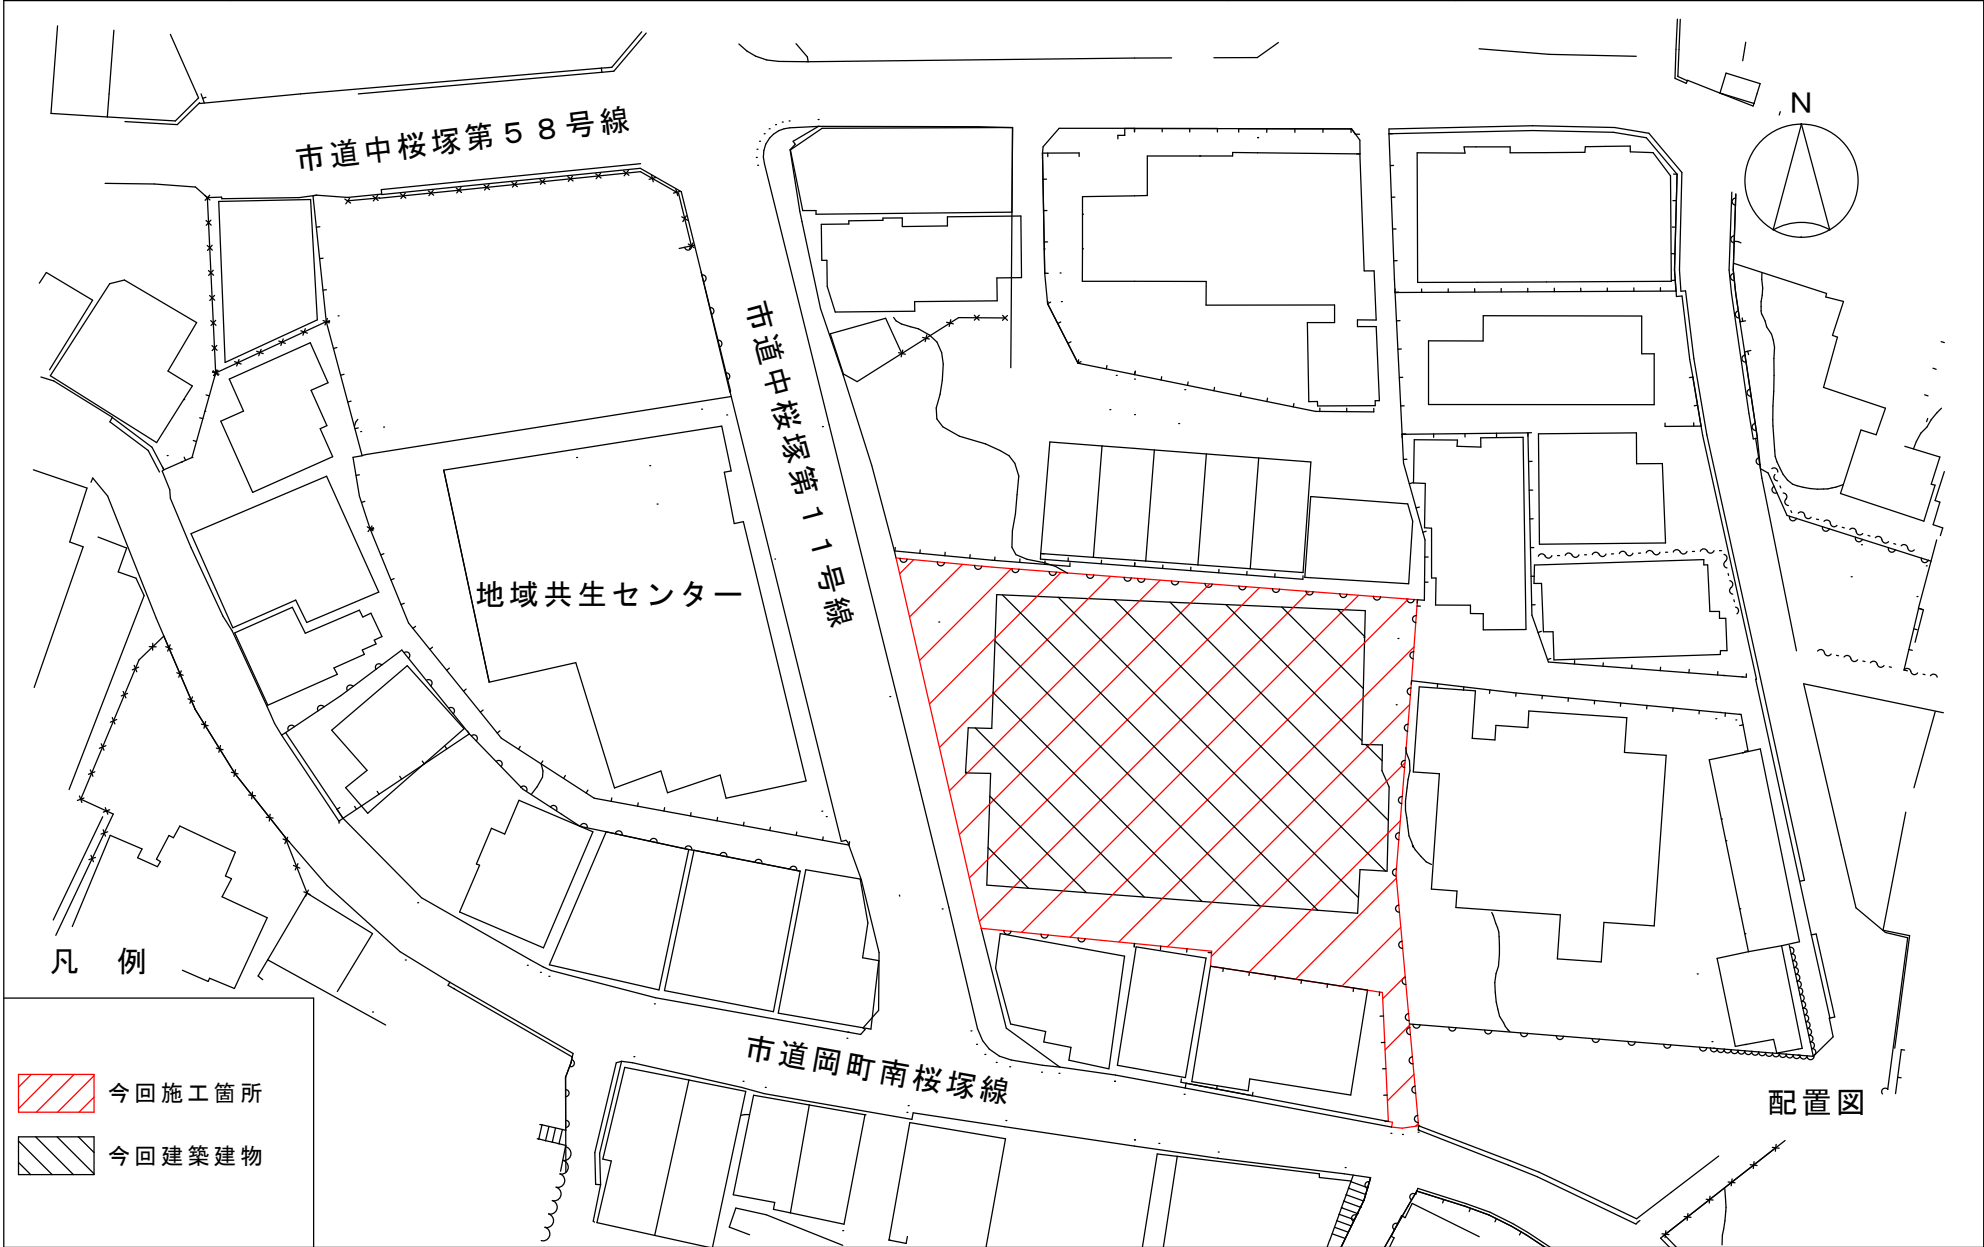 N
市道中桜塚第５８号線
市道中桜塚第１１号線
地域共生センター
市道岡町南桜塚線
凡　例
今回施工箇所
今回建築建物
配置図